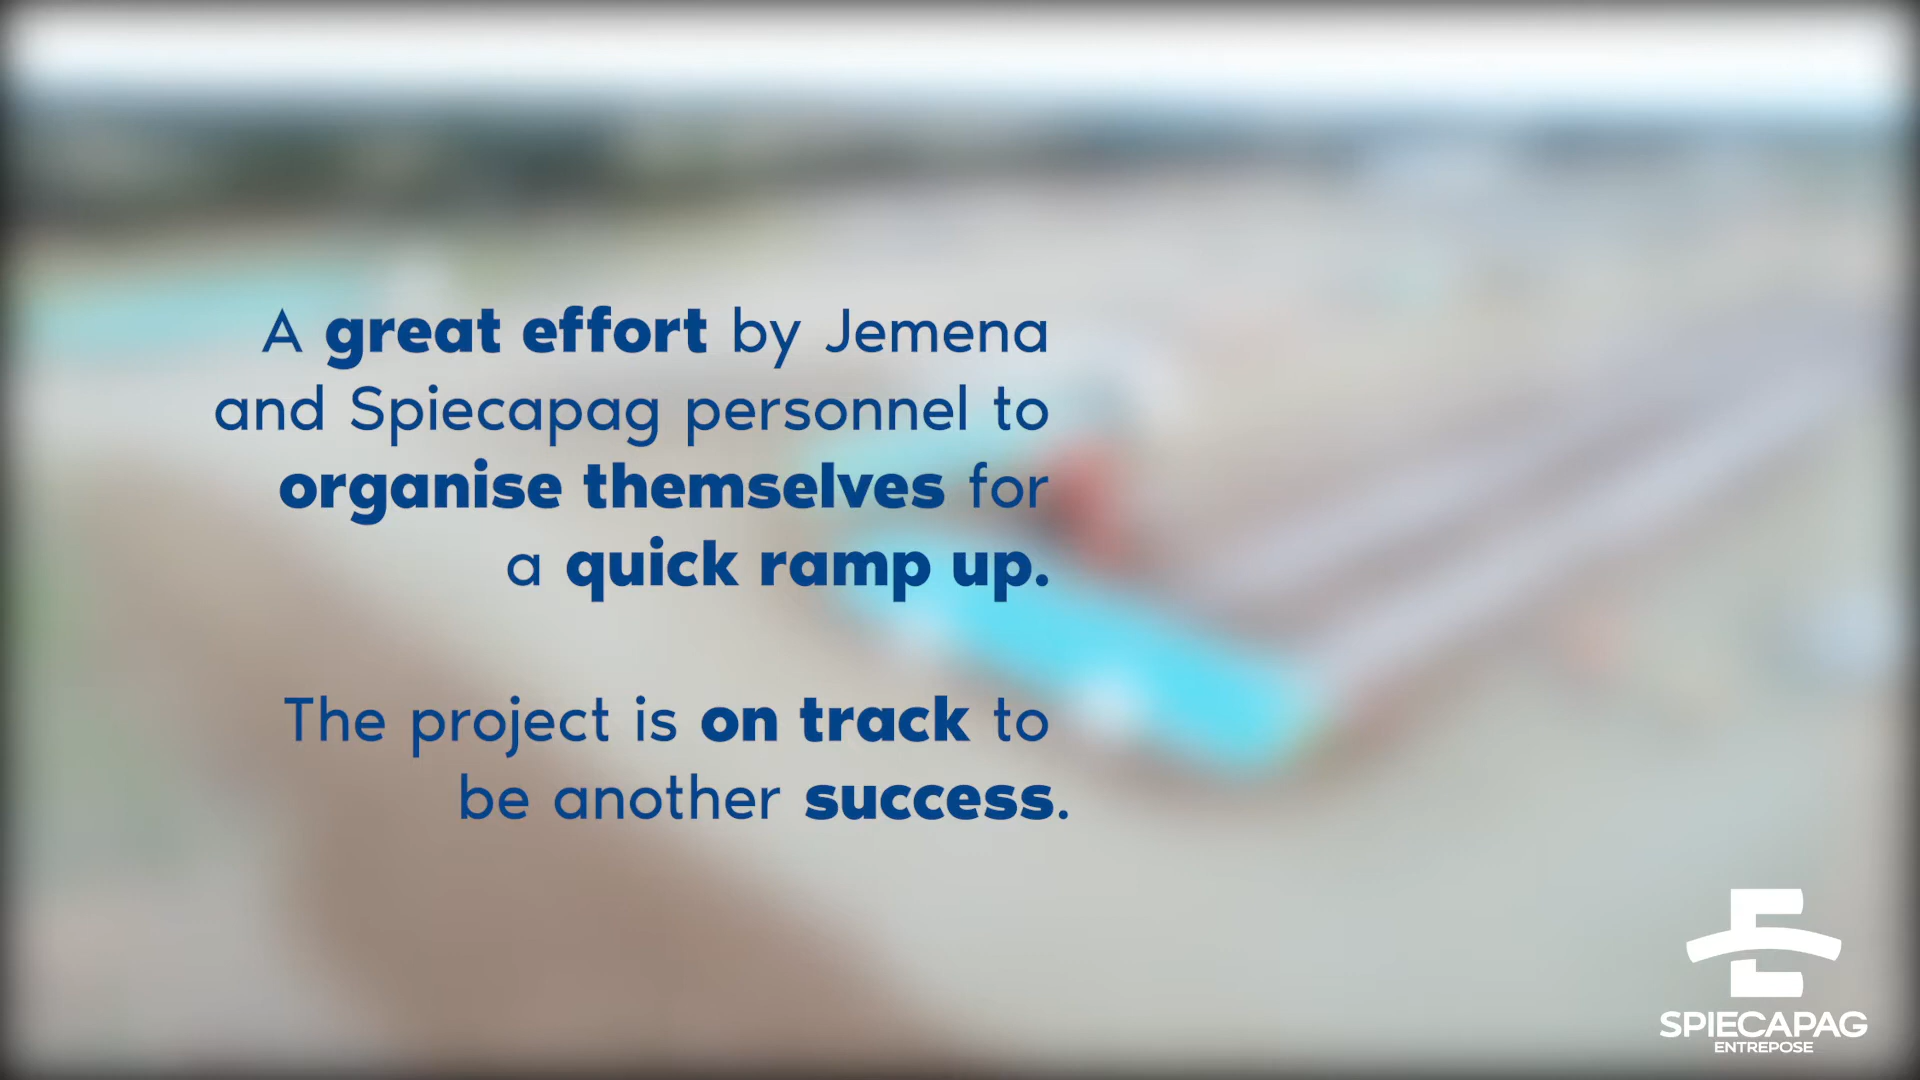 A great effort by Jemena
and Spiecapag personnel to
organise themselves for
a quick ramp up.
The project is on track to
be another success.
SPIECAPAG
ENTREPOSE